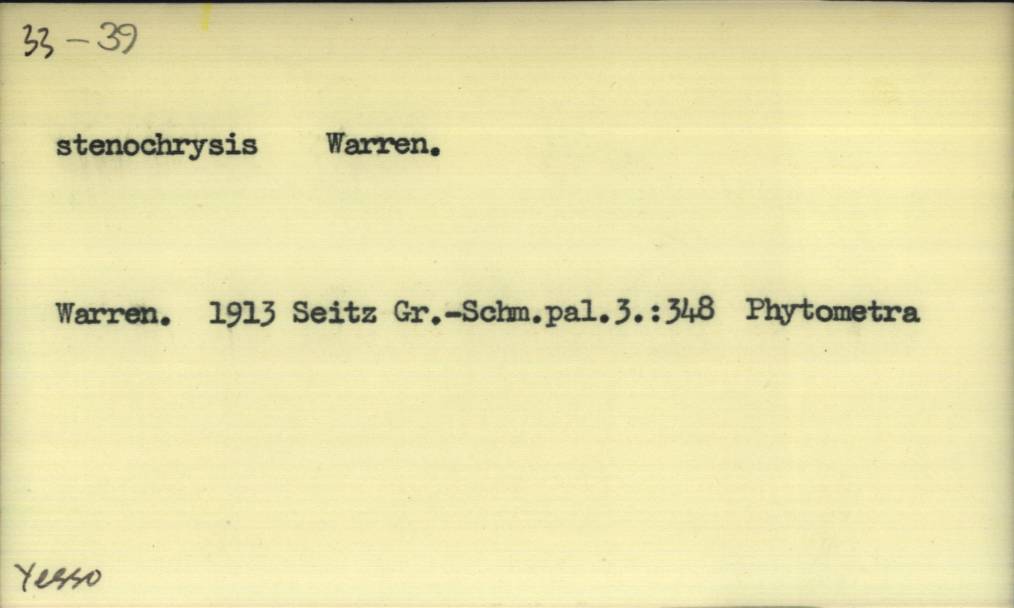 33-39
stenochrysis Warren.
Warren. 1913 Seitz Gr.-Schm.pal.3.:348 Phytometra
Yesso